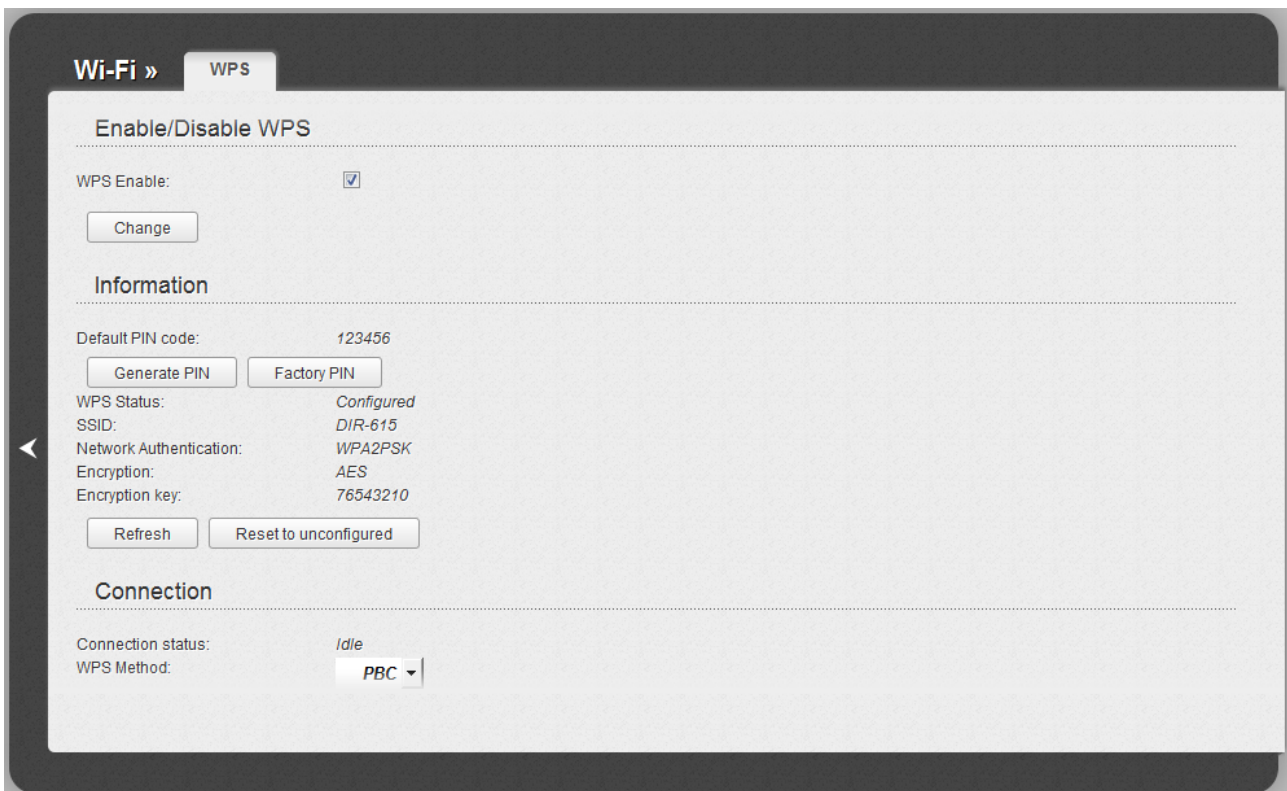 Wi-Fi » WPS
Enable/Disable WPS
WPS Enable:
Change
Information
Default PIN code: 123456
Generate PIN Factory PIN
WPS Status: Configured
SSID: DIR-615
Network Authentication: WPA2PSK
Encryption: AES
Encryption key: 76543210
Refresh Reset to unconfigured
Connection
Connection status: Idle
WPS Method: PBC